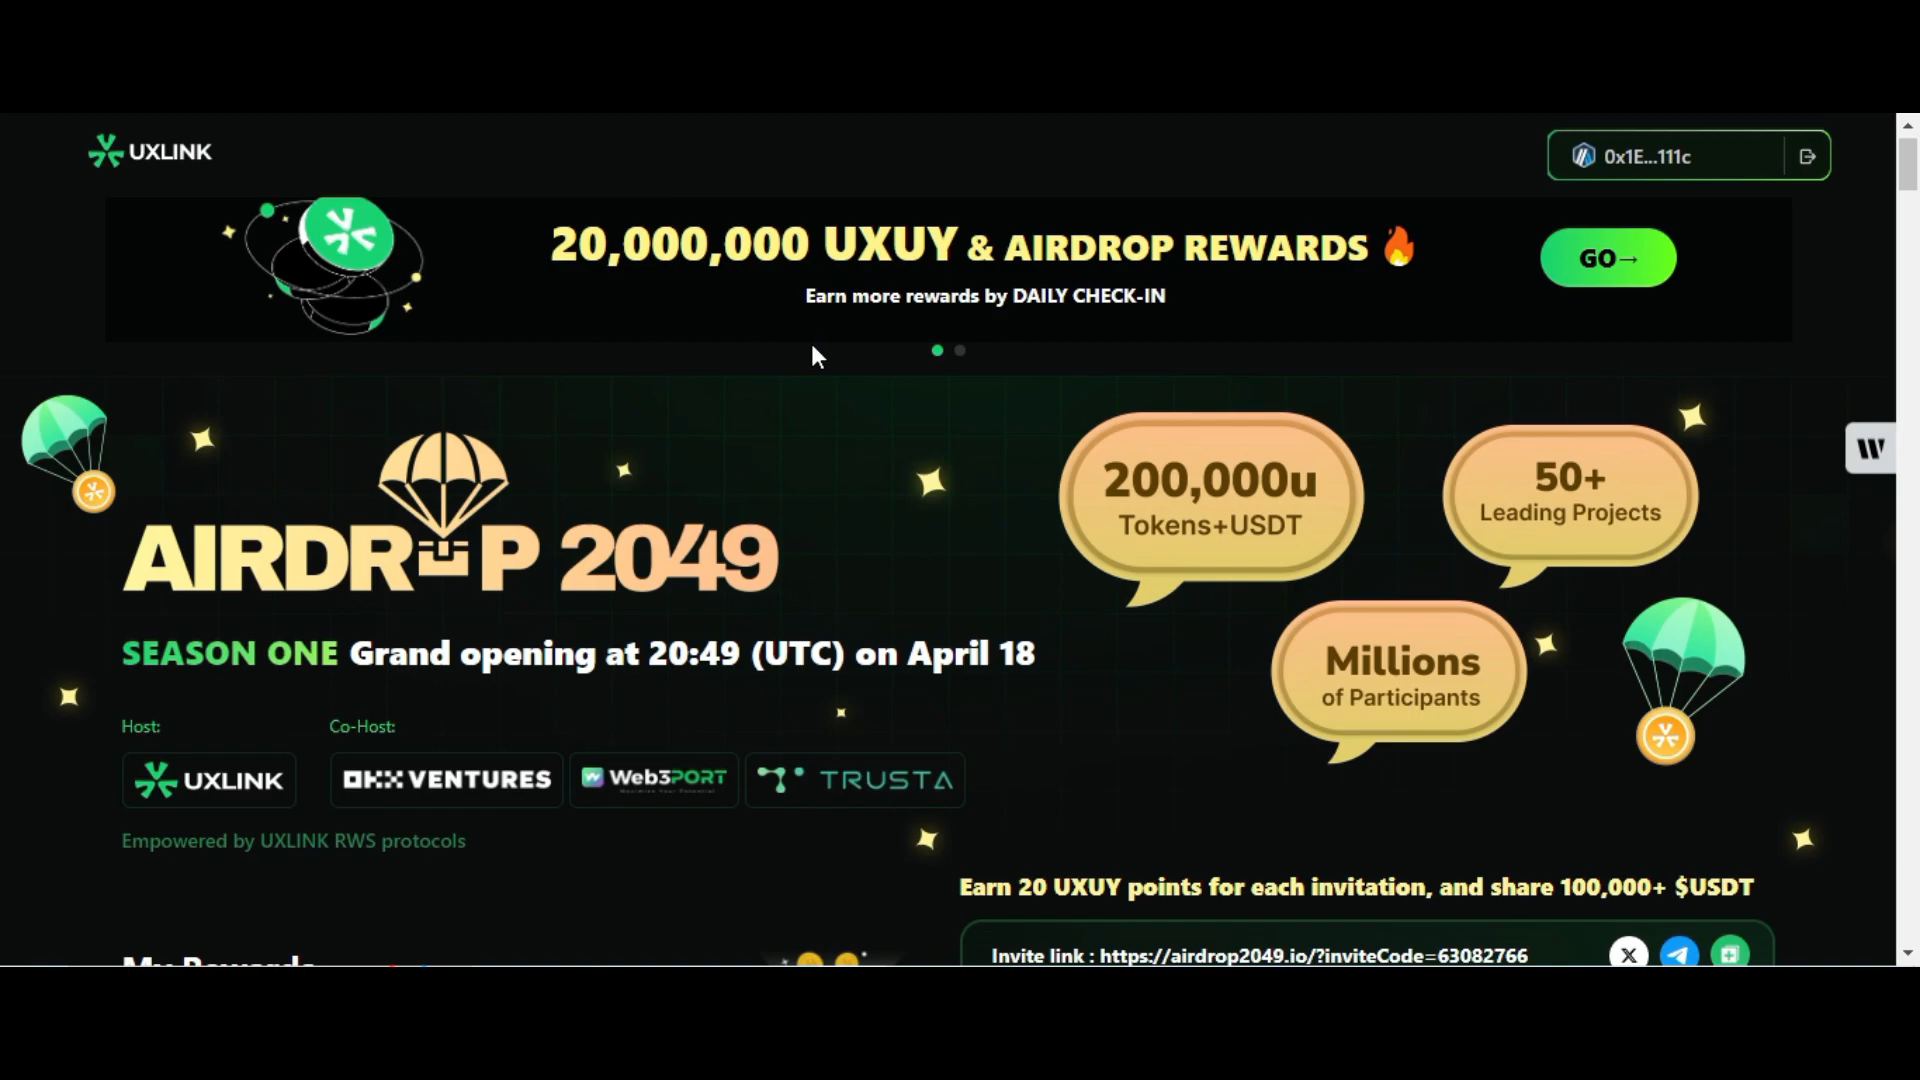 UXLINK
0x1E...111c
20,000,000 UXUY & AIRDROP REWARDS 🔥
GO→
Earn more rewards by DAILY CHECK-IN
AIRDROP 2049
200,000u
Tokens+USDT
50+
Leading Projects
SEASON ONE Grand opening at 20:49 (UTC) on April 18
Millions
of Participants
Host:
Co-Host:
UXLINK
OKX VENTURES
Web3PORT
TRUSTA
Empowered by UXLINK RWS protocols
Earn 20 UXUY points for each invitation, and share 100,000+ $USDT
My Rewards
Invite link : https://airdrop2049.io/?inviteCode=63082766